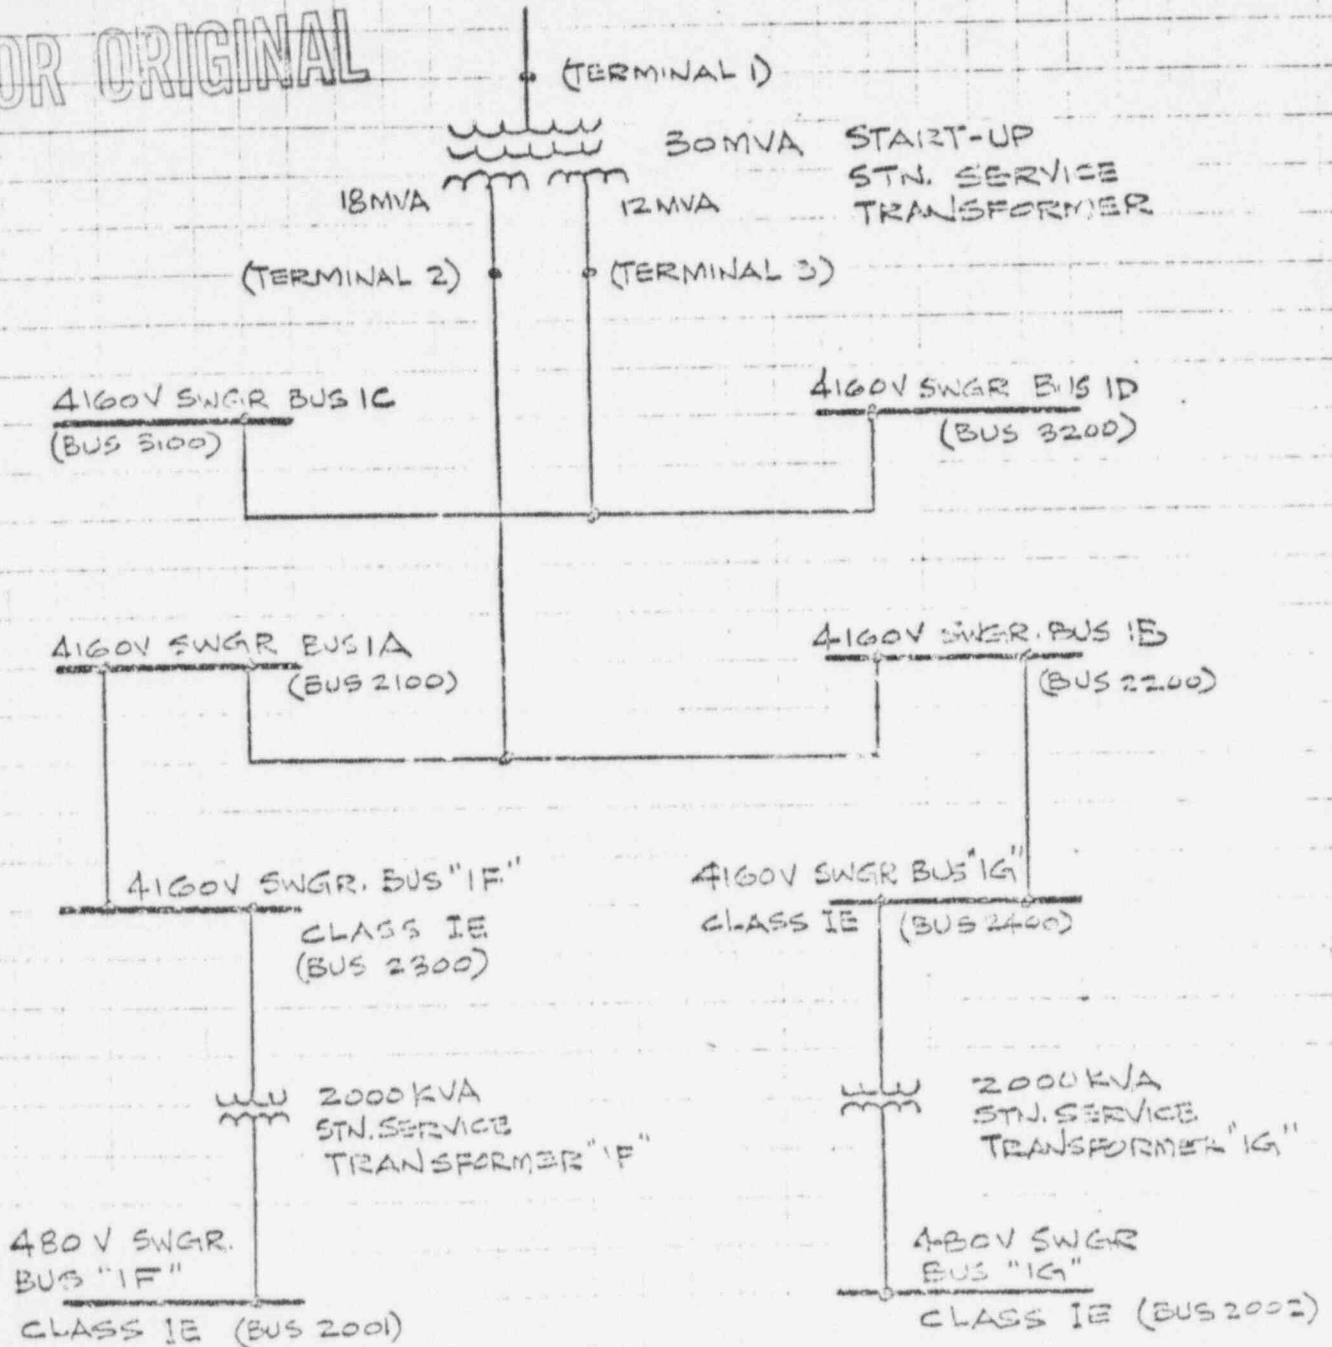 OR ORIGINAL
(TERMINAL 1)
30MVA START-UP
STN. SERVICE
TRANSFORMER
18MVA
12MVA
(TERMINAL 2)
(TERMINAL 3)
4160V SWGR BUS 1C
(BUS 3100)
4160V SWGR BUS 1D
(BUS 3200)
4160V SWGR BUS 1A
(BUS 2100)
4160V SWGR. BUS 1B
(BUS 2200)
4160V SWGR. BUS "1F"
CLASS IE
(BUS 2300)
4160V SWGR BUS "1G"
CLASS IE (BUS 2400)
2000 KVA
STN. SERVICE
TRANSFORMER "1F"
2000 KVA
STN. SERVICE
TRANSFORMER "1G"
480 V SWGR.
BUS "1F"
CLASS IE (BUS 2001)
480V SWGR
BUS "1G"
CLASS IE (BUS 2002)